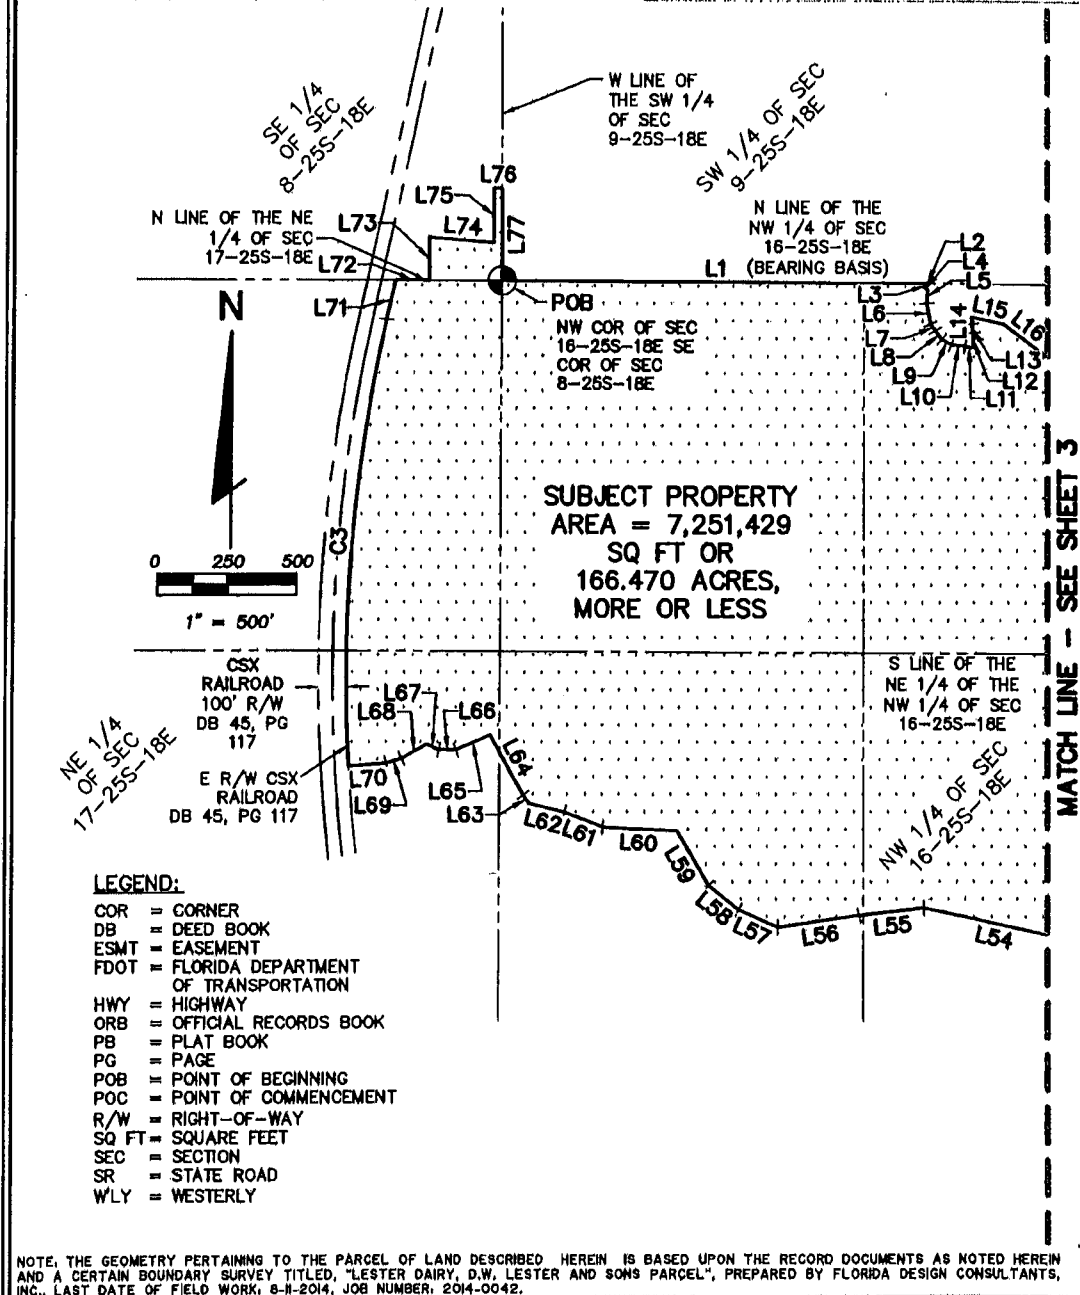 W LINE OF
THE SW 1/4
OF SEC
9-25S-18E
SE 1/4
OF SEC
8-25S-18E
SW 1/4 OF SEC
9-25S-18E
L76
L75
L74
L77
L73
N LINE OF THE NE
1/4 OF SEC
17-25S-18E
L72
L71
N LINE OF THE
NW 1/4 OF SEC
16-25S-18E
(BEARING BASIS)
L1
L2
L4
L5
L3
L6
L7
L8
L9
L10
L11
L12
L13
L14
L15
L16
POB
NW COR OF SEC
16-25S-18E SE
COR OF SEC
8-25S-18E
N
0 250 500
1" = 500'
C3
SUBJECT PROPERTY
AREA = 7,251,429
SQ FT OR
166.470 ACRES,
MORE OR LESS
MATCH LINE - SEE SHEET 3
CSX
RAILROAD
100' R/W
DB 45, PG
117
S LINE OF THE
NE 1/4 OF THE
NW 1/4 OF SEC
16-25S-18E
NE 1/4
OF SEC
17-25S-18E
E R/W CSX
RAILROAD
DB 45, PG 117
L67
L68
L66
L64
L70
L69
L65
L63
L62
L61
L60
L59
L58
L57
L56
L55
L54
NW 1/4 OF SEC
16-25S-18E
LEGEND:
COR = CORNER
DB = DEED BOOK
ESMT = EASEMENT
FDOT = FLORIDA DEPARTMENT
OF TRANSPORTATION
HWY = HIGHWAY
ORB = OFFICIAL RECORDS BOOK
PB = PLAT BOOK
PG = PAGE
POB = POINT OF BEGINNING
POC = POINT OF COMMENCEMENT
R/W = RIGHT-OF-WAY
SQ FT = SQUARE FEET
SEC = SECTION
SR = STATE ROAD
W'LY = WESTERLY
NOTE, THE GEOMETRY PERTAINING TO THE PARCEL OF LAND DESCRIBED HEREIN IS BASED UPON THE RECORD DOCUMENTS AS NOTED HEREIN
AND A CERTAIN BOUNDARY SURVEY TITLED, "LESTER DAIRY, D.W. LESTER AND SONS PARCEL", PREPARED BY FLORIDA DESIGN CONSULTANTS,
INC., LAST DATE OF FIELD WORK, 8-11-2014, JOB NUMBER, 2014-0042.